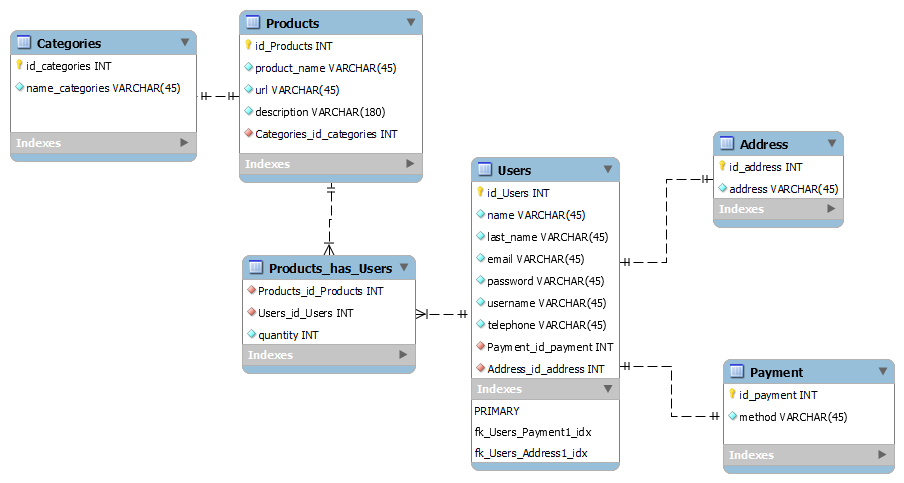 Categories
id_categories INT
name_categories VARCHAR(45)
Indexes
Products
id_Products INT
product_name VARCHAR(45)
url VARCHAR(45)
description VARCHAR(180)
Categories_id_categories INT
Indexes
Products_has_Users
Products_id_Products INT
Users_id_Users INT
quantity INT
Indexes
Users
id_Users INT
name VARCHAR(45)
last_name VARCHAR(45)
email VARCHAR(45)
password VARCHAR(45)
username VARCHAR(45)
telephone VARCHAR(45)
Payment_id_payment INT
Address_id_address INT
Indexes
PRIMARY
fk_Users_Payment1_idx
fk_Users_Address1_idx
Address
id_address INT
address VARCHAR(45)
Indexes
Payment
id_payment INT
method VARCHAR(45)
Indexes